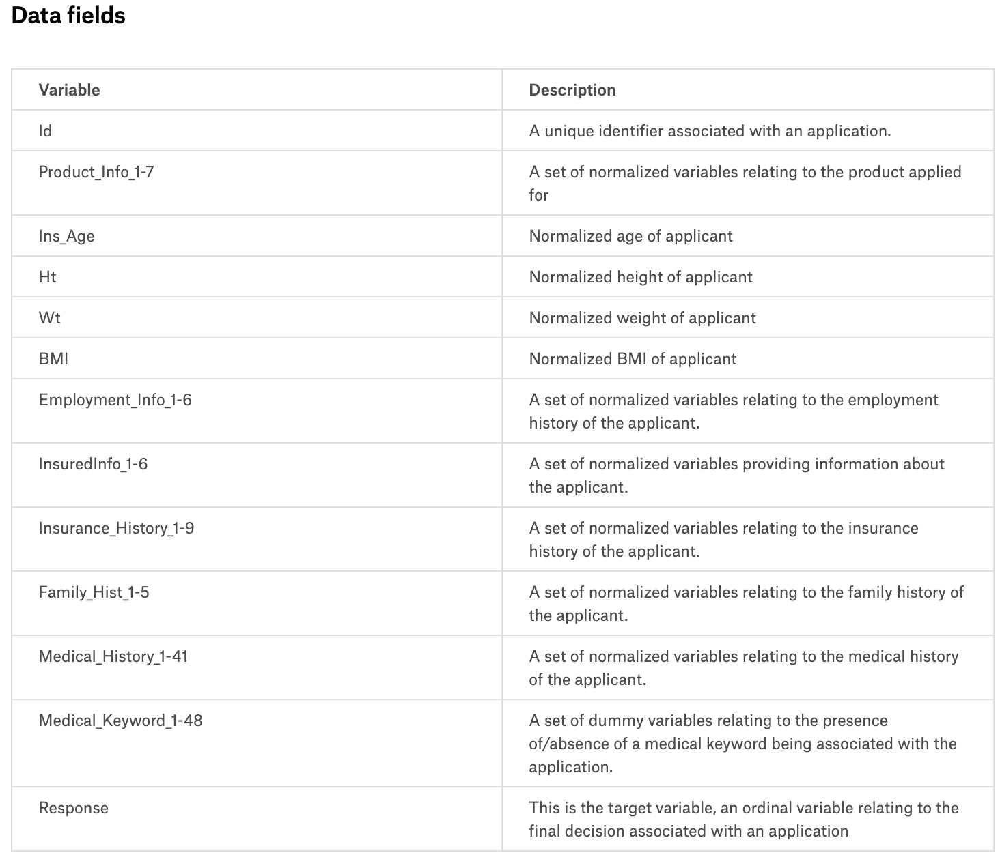 Data fields
Variable
Description
Id
A unique identifier associated with an application.
Product_Info_1-7
A set of normalized variables relating to the product applied
for
Ins_Age
Normalized age of applicant
Ht
Normalized height of applicant
Wt
Normalized weight of applicant
BMI
Normalized BMI of applicant
Employment_Info_1-6
A set of normalized variables relating to the employment
history of the applicant.
InsuredInfo_1-6
A set of normalized variables providing information about
the applicant.
Insurance_History_1-9
A set of normalized variables relating to the insurance
history of the applicant.
Family_Hist_1-5
A set of normalized variables relating to the family history of
the applicant.
Medical_History_1-41
A set of normalized variables relating to the medical history
of the applicant.
Medical_Keyword_1-48
A set of dummy variables relating to the presence
of/absence of a medical keyword being associated with the
application.
Response
This is the target variable, an ordinal variable relating to the
final decision associated with an application